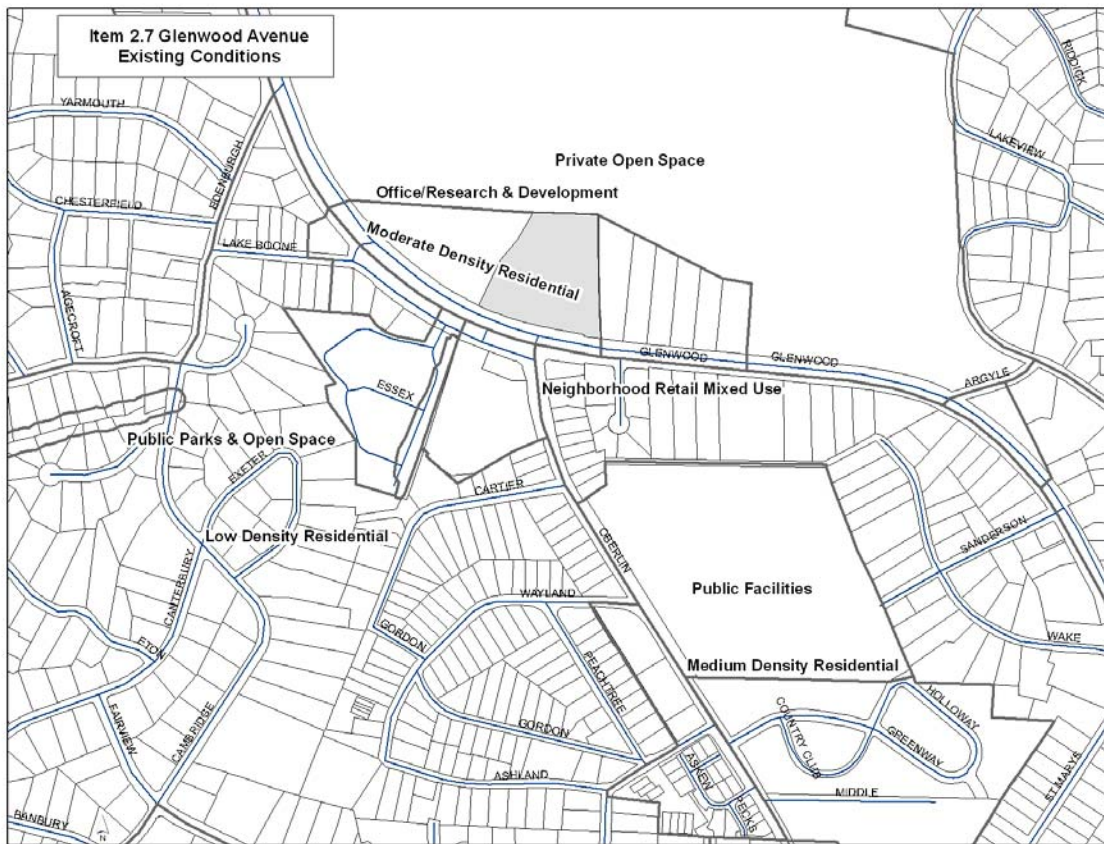 Item 2.7 Glenwood Avenue
Existing Conditions
RIDDICK
YARMOUTH
LAKEVIEW
EDENBURGH
Private Open Space
Office/Research & Development
CHESTERFIELD
Moderate Density Residential
LAKE BOONE
AGECROFT
GLENWOOD
GLENWOOD
ARGYLE
ESSEX
Neighborhood Retail Mixed Use
Public Parks & Open Space
EXETER
CARTIER
SANDERSON
Low Density Residential
OBERLIN
CANTERBURY
Public Facilities
WAYLAND
GORDON
WAKE
ETON
PEACHTREE
Medium Density Residential
HOLLOWAY
FAIRVIEW
CAMBRIDGE
GORDON
COUNTRY CLUB
GREENWAY
ST MARYS
ASHLAND
ASKEW
PECKS
MIDDLE
BANBURY
N